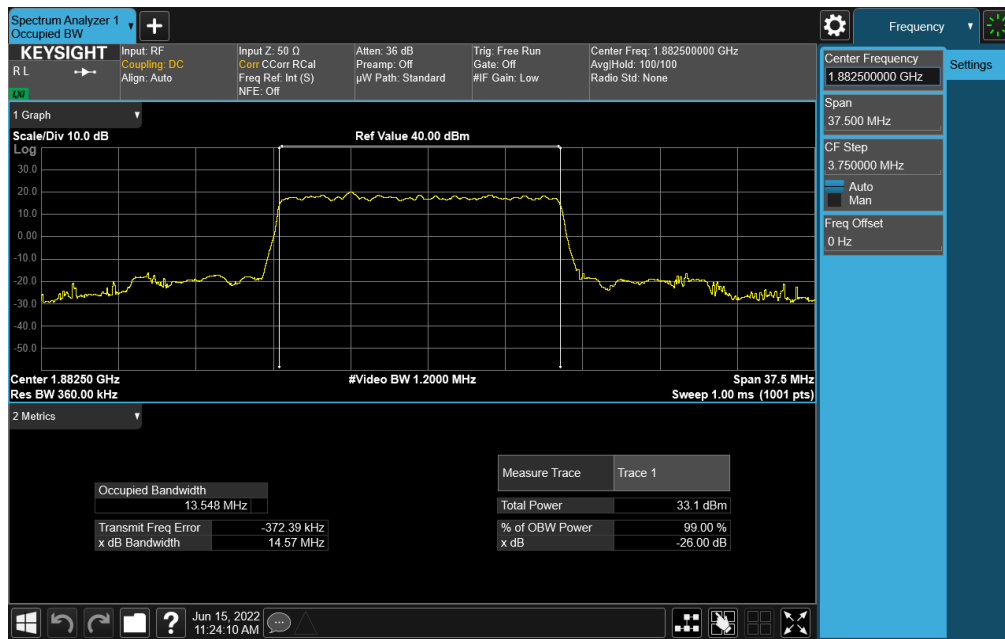 Spectrum Analyzer 1
Occupied BW
Frequency
KEYSIGHT
R L
LXI
Input: RF
Coupling: DC
Align: Auto
Input Z: 50 Ω
Corr CCorr RCal
Freq Ref: Int (S)
NFE: Off
Atten: 36 dB
Preamp: Off
µW Path: Standard
Trig: Free Run
Gate: Off
#IF Gain: Low
Center Freq: 1.882500000 GHz
Avg|Hold: 100/100
Radio Std: None
Center Frequency
1.882500000 GHz
Settings
Span
37.500 MHz
CF Step
3.750000 MHz
Auto
Man
Freq Offset
0 Hz
1 Graph
Scale/Div 10.0 dB
Ref Value 40.00 dBm
Log
30.0
20.0
10.0
0.00
-10.0
-20.0
-30.0
-40.0
-50.0
Center 1.88250 GHz
#Video BW 1.2000 MHz
Span 37.5 MHz
Res BW 360.00 kHz
Sweep 1.00 ms (1001 pts)
2 Metrics
Measure Trace
Trace 1
Occupied Bandwidth
13.548 MHz
Total Power
33.1 dBm
Transmit Freq Error
-372.39 kHz
% of OBW Power
99.00 %
x dB Bandwidth
14.57 MHz
x dB
-26.00 dB
?
Jun 15, 2022
11:24:10 AM